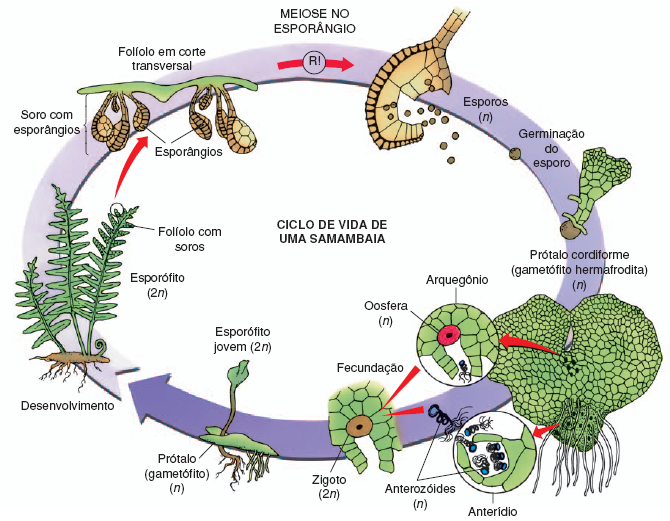 MEIOSE NO
ESPORÂNGIO
R!
Folíolo em corte
transversal
Soro com
esporângios
Esporângios
Esporos
(n)
Germinação
do
esporo
Folíolo com
soros
CICLO DE VIDA DE
UMA SAMAMBAIA
Prótalo cordiforme
(gametófito hermafrodita)
(n)
Esporófito
(2n)
Arquegônio
Oosfera
(n)
Esporófito
jovem (2n)
Fecundação
Desenvolvimento
Prótalo
(gametófito)
(n)
Zigoto
(2n)
Anterozóides
(n)
Anterídio